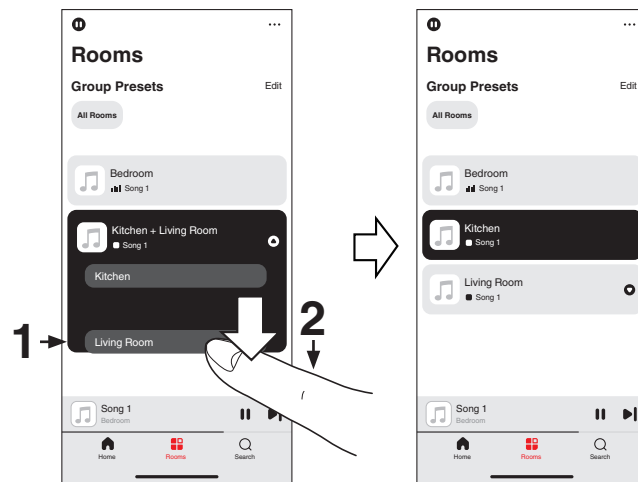 Rooms
Group Presets Edit
All Rooms
Bedroom
Song 1
Kitchen + Living Room
Song 1
Kitchen
Living Room
1
2
Song 1
Bedroom
Home Rooms Search
Rooms
Group Presets Edit
All Rooms
Bedroom
Song 1
Kitchen
Song 1
Living Room
Song 1
Song 1
Bedroom
Home Rooms Search